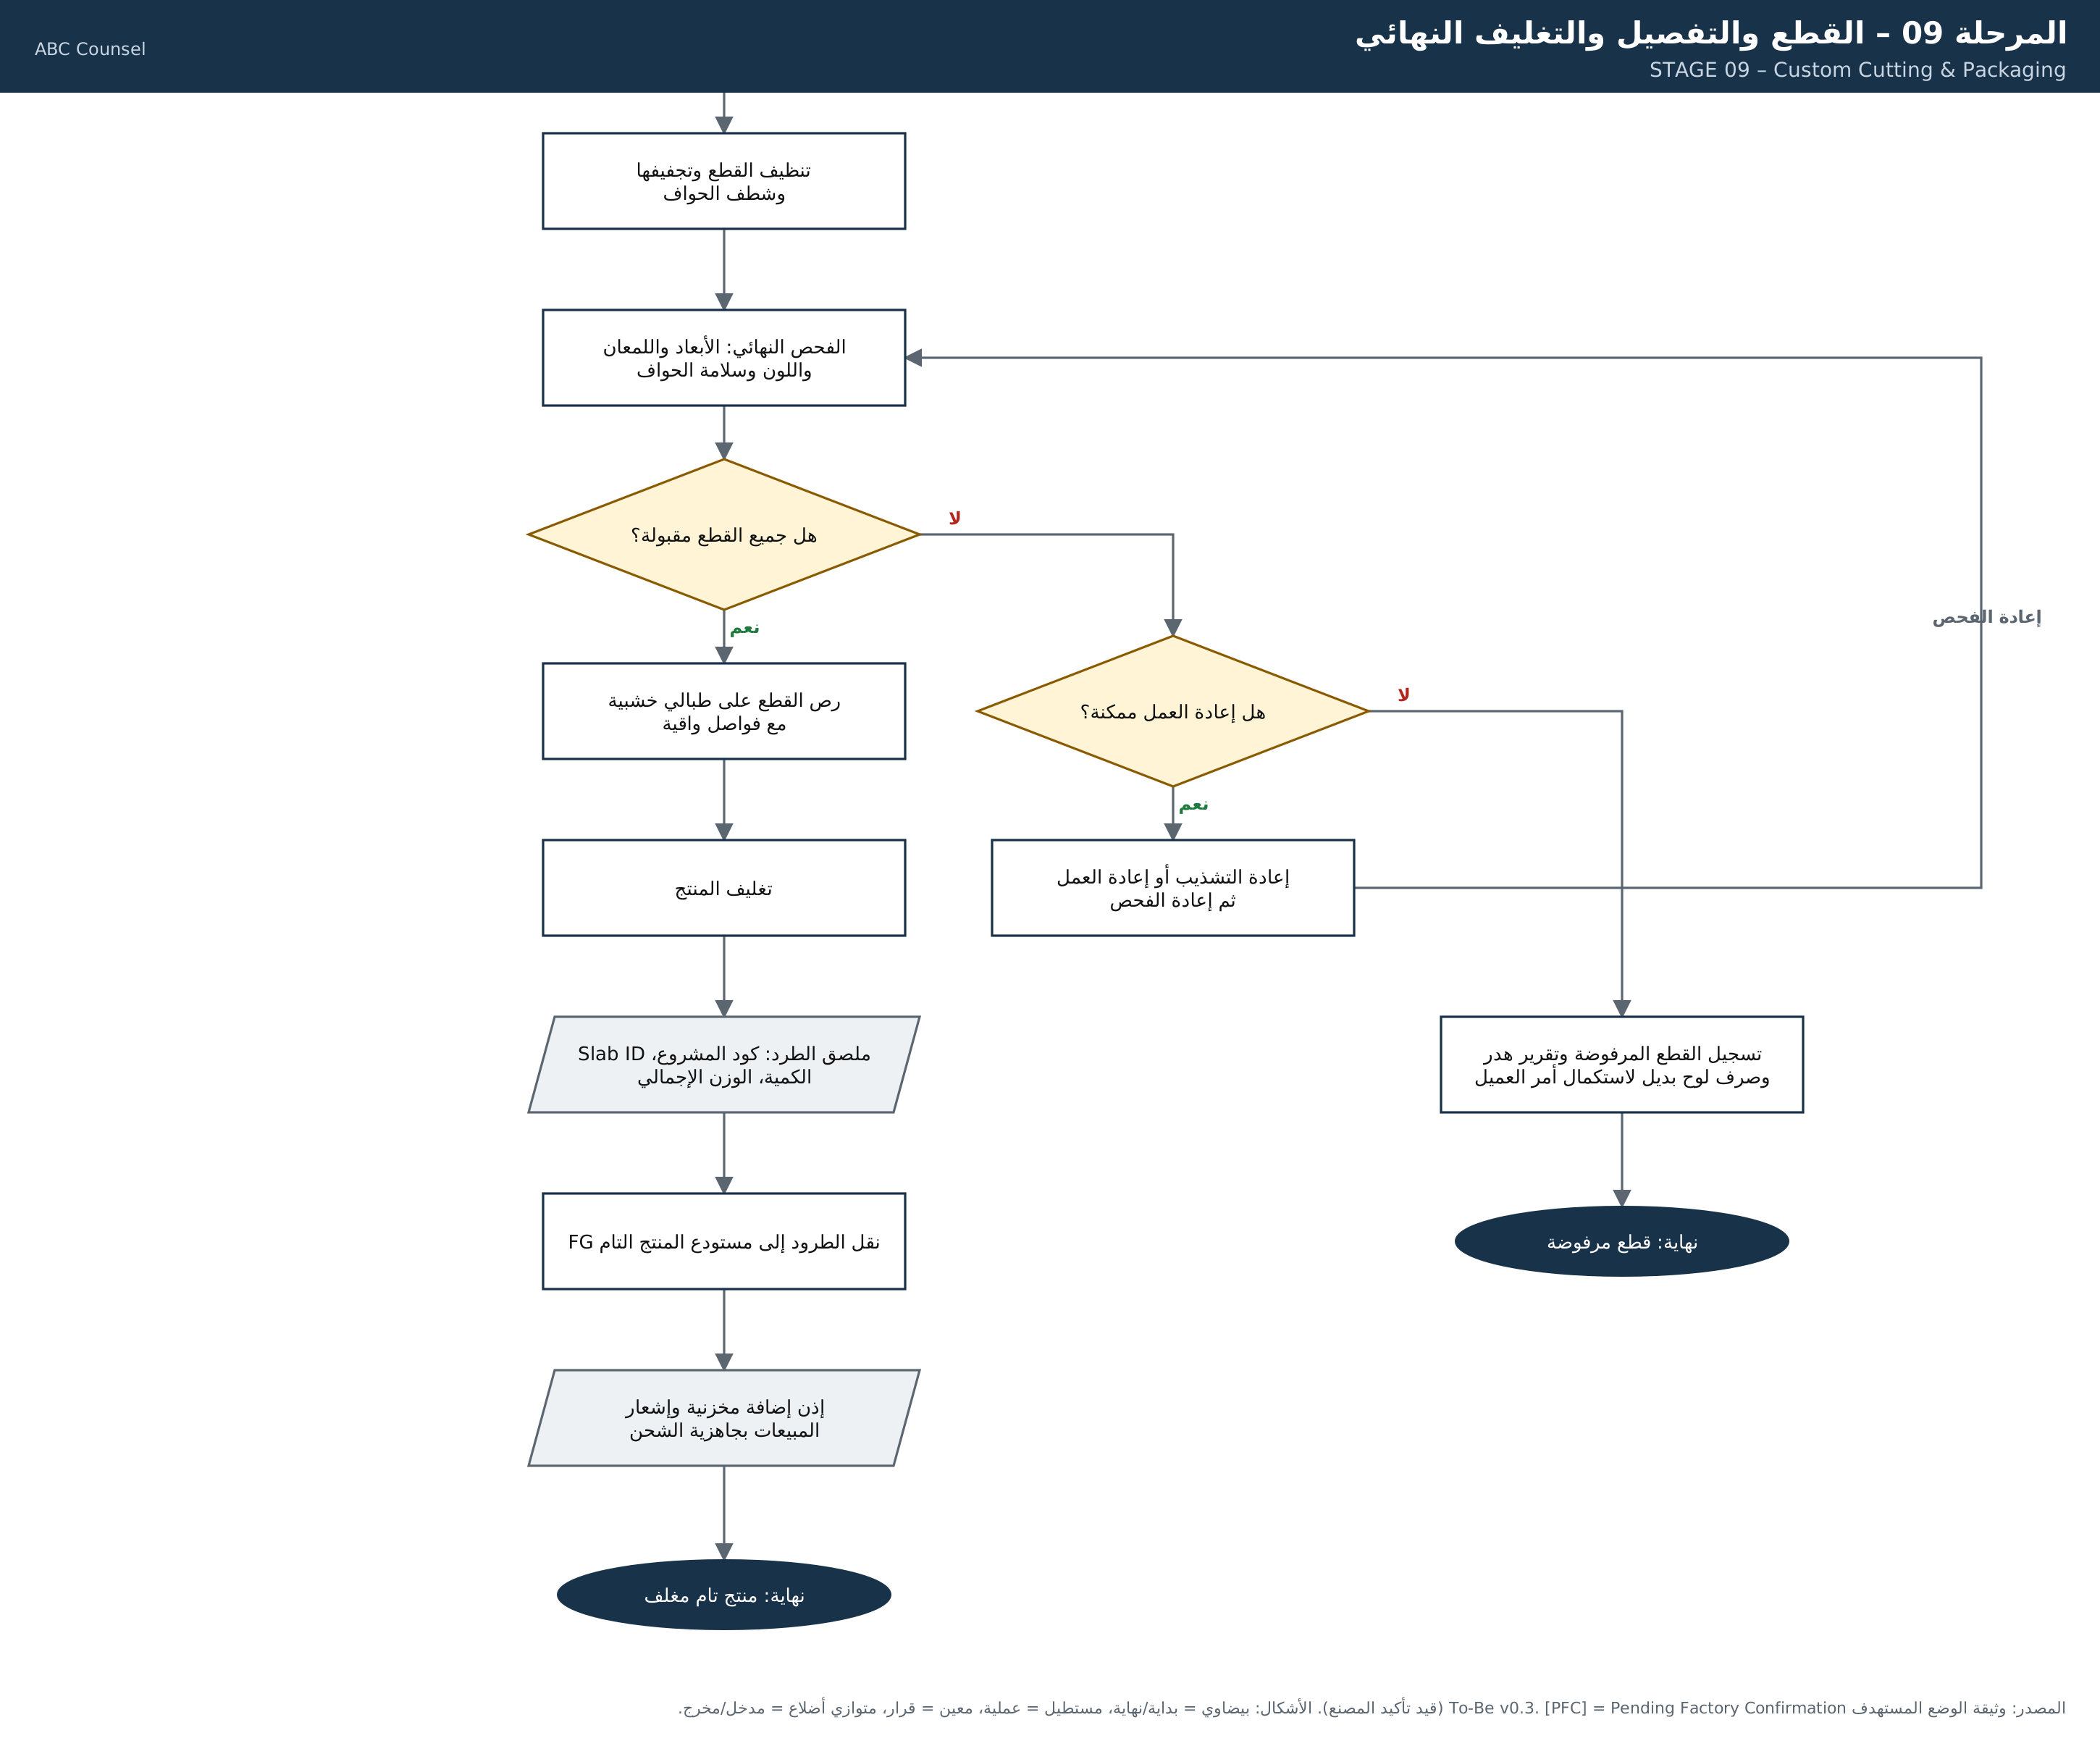 المرحلة 09 – القطع والتفصيل والتغليف النهائي
STAGE 09 – Custom Cutting & Packaging
ABC Counsel
تنظيف القطع وتجفيفها
وشطف الحواف
الفحص النهائي: الأبعاد واللمعان
واللون وسلامة الحواف
هل جميع القطع مقبولة؟
لا
نعم
إعادة الفحص
هل إعادة العمل ممكنة؟
لا
نعم
رص القطع على طبالي خشبية
مع فواصل واقية
تغليف المنتج
إعادة التشذيب أو إعادة العمل
ثم إعادة الفحص
ملصق الطرد: كود المشروع، Slab ID
الكمية، الوزن الإجمالي
تسجيل القطع المرفوضة وتقرير هدر
وصرف لوح بديل لاستكمال أمر العميل
نقل الطرود إلى مستودع المنتج التام FG
نهاية: قطع مرفوضة
إذن إضافة مخزنية وإشعار
المبيعات بجاهزية الشحن
نهاية: منتج تام مغلف
المصدر: وثيقة الوضع المستهدف To-Be v0.3. [PFC] = Pending Factory Confirmation (قيد تأكيد المصنع). الأشكال: بيضاوي = بداية/نهاية، مستطيل = عملية، معين = قرار، متوازي أضلاع = مدخل/مخرج.